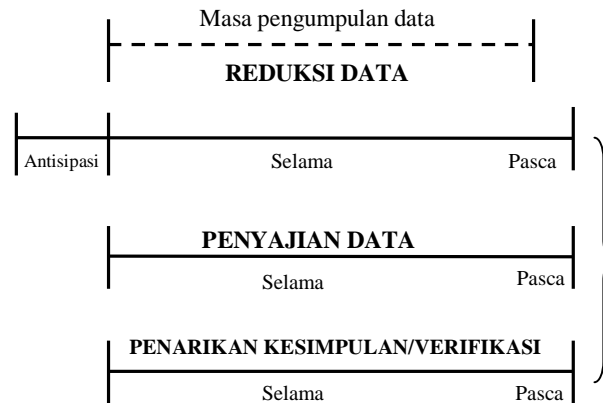 Masa pengumpulan data
REDUKSI DATA
Antisipasi Selama Pasca
PENYAJIAN DATA
Selama Pasca
PENARIKAN KESIMPULAN/VERIFIKASI
Selama Pasca